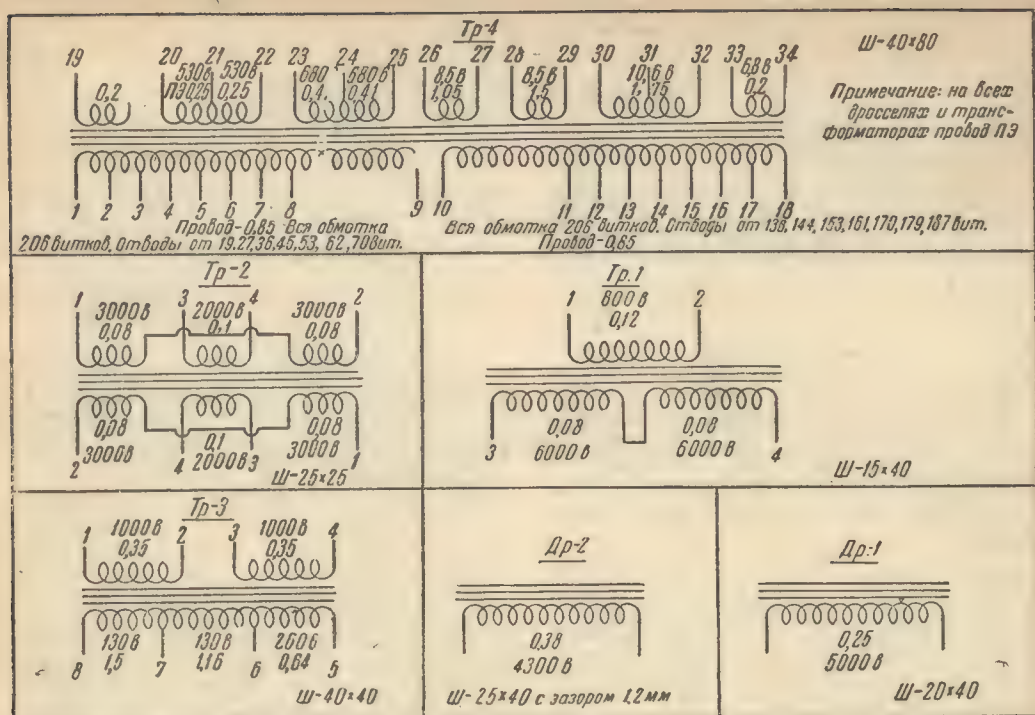 Тр-4
Ш-40×80
19 20 21 22 23 24 25 26 27 28 29 30 31 32 33 34
530в 530в 680 680в 8,5в 8,5в 10,6в 6,8в
0,2 ПЭ0,25 0,25 0,4. 0,41 1,05 1,5 1,75 0,2
Примечание: на всех
дросселях и транс-
форматорах провод ПЭ
1 2 3 4 5 6 7 8 9 10 11 12 13 14 15 16 17 18
Провод-0,85 Вся обмотка
206 витков. Отводы от 19.27,36,45,53, 62,70вит.
Вся обмотка 206 витков. Отводы от 136, 144, 153,161,170,179,187вит.
Провод-0,65
Тр-2
1 3 4 2
3000в 2000в 3000в
0,08 0,1 0,08
0,08 0,1 0,08
3000в 2000в 3000в
2 4 3 1
Ш-25×25
Тр.1
1 800в 2
0,12
0,08 0,08
3 6000в 6000в 4
Ш-15×40
Тр-3
1 1000в 2 3 1000в 4
0,35 0,35
130в 130в 260в
1,5 1,16 0,64
8 7 6 5
Ш-40×40
Др-2
0,38
4300в
Ш-25×40 с зазором 1,2мм
Др-1
0,25
5000в
Ш-20×40